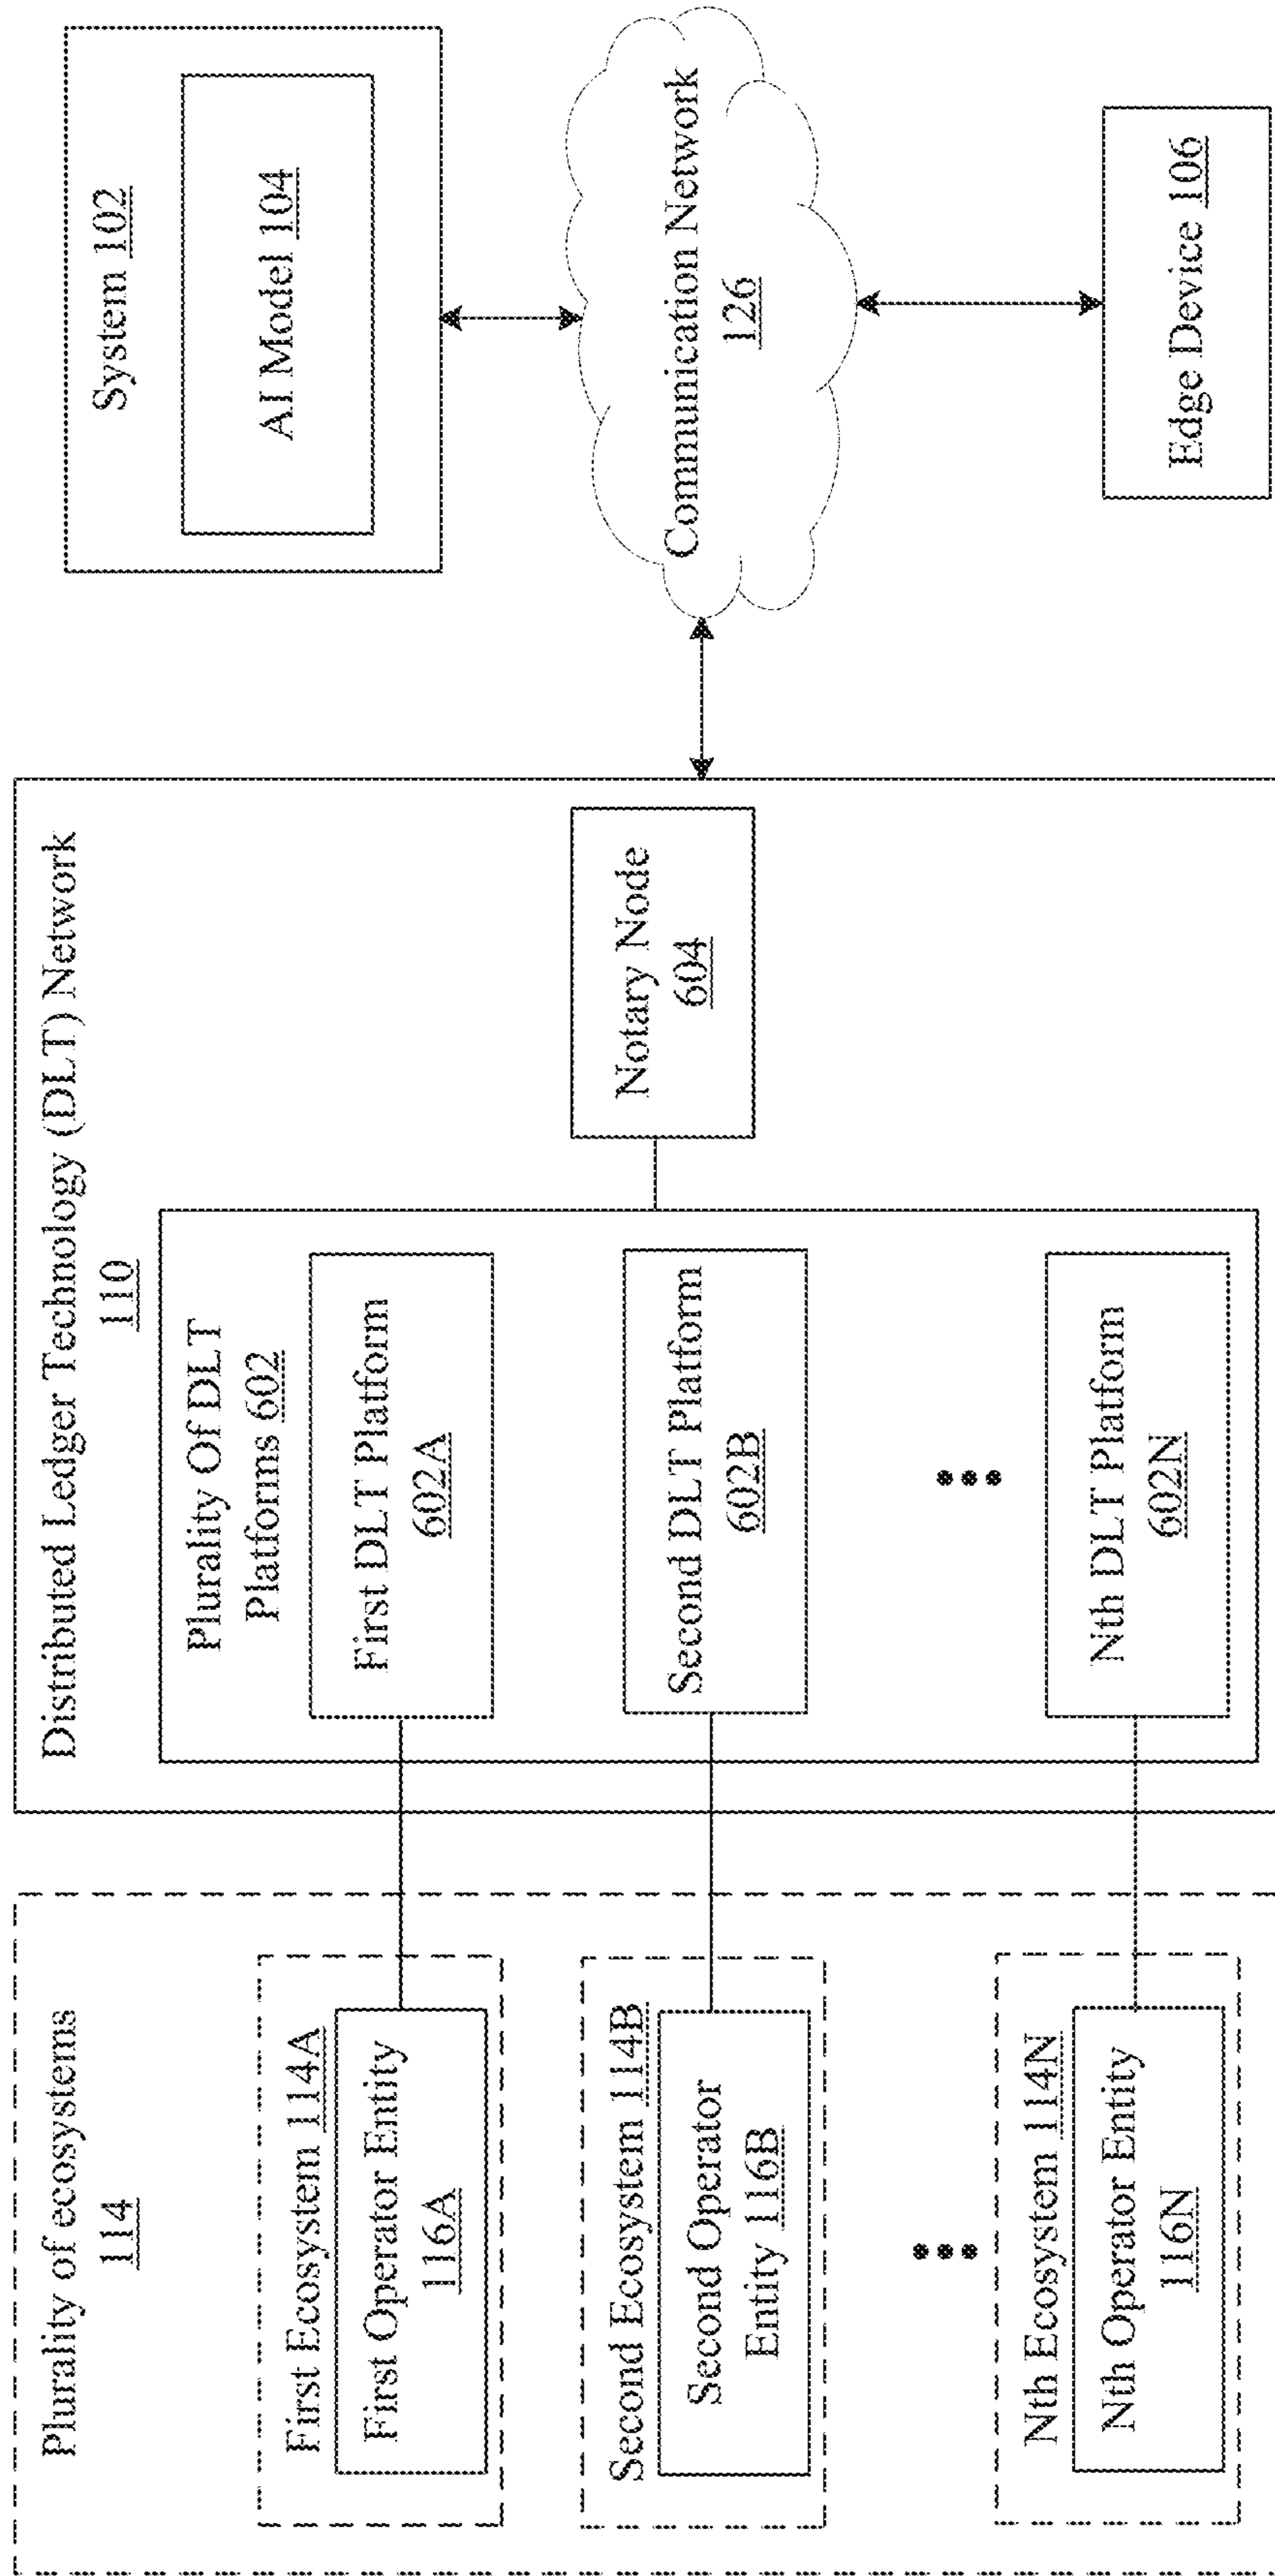 Plurality of ecosystems
114
First Ecosystem 114A
First Operator Entity
116A
Second Ecosystem 114B
Second Operator
Entity 116B
Nth Ecosystem 114N
Nth Operator Entity
116N
Distributed Ledger Technology (DLT) Network
110
Plurality Of DLT
Platforms 602
First DLT Platform
602A
Second DLT Platform
602B
Nth DLT Platform
602N
Notary Node
604
System 102
AI Model 104
Communication Network
126
Edge Device 106